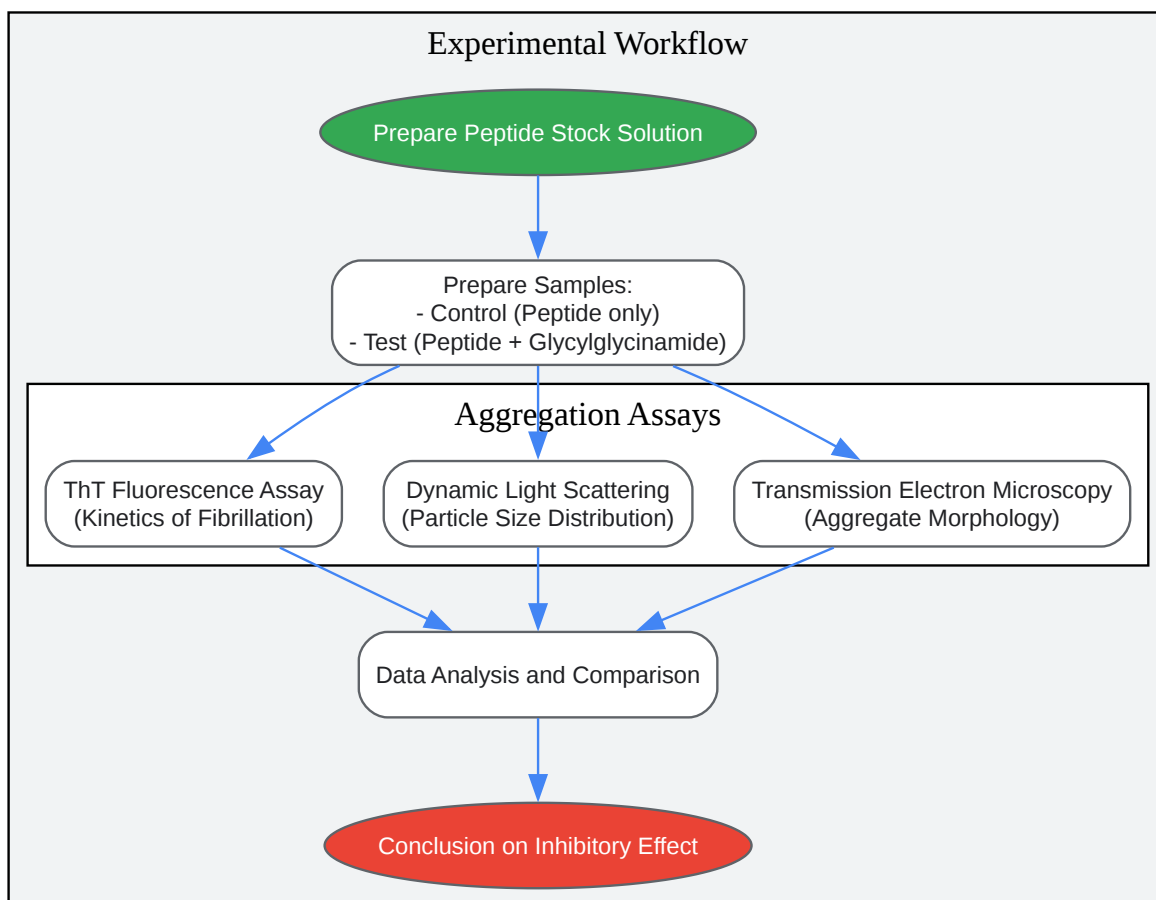 Experimental Workflow
Prepare Peptide Stock Solution
Prepare Samples:
- Control (Peptide only)
- Test (Peptide + Glycylglycinamide)
Aggregation Assays
ThT Fluorescence Assay
(Kinetics of Fibrillation)
Dynamic Light Scattering
(Particle Size Distribution)
Transmission Electron Microscopy
(Aggregate Morphology)
Data Analysis and Comparison
Conclusion on Inhibitory Effect